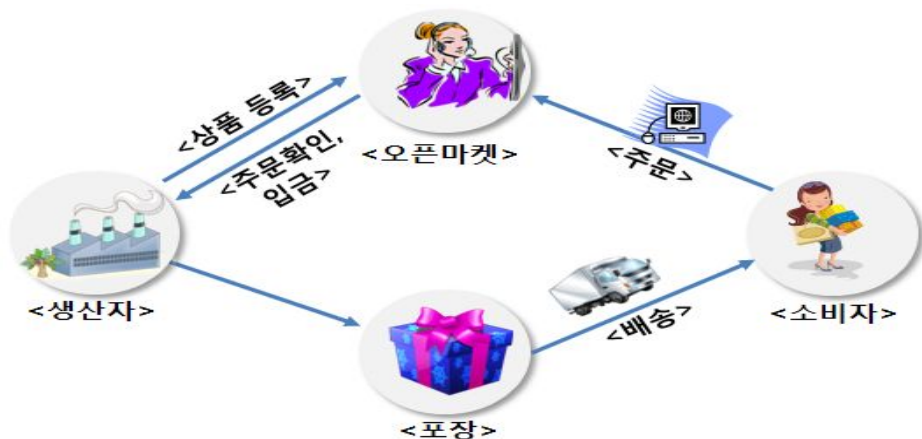 <상품 등록>
<오픈마켓>
<주문확인,
입금>
<주문>
<생산자>
<소비자>
<배송>
<포장>